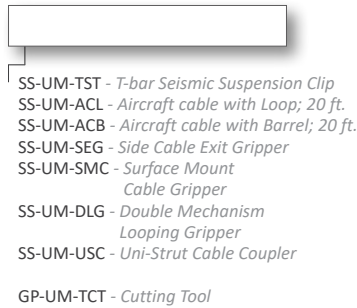 SS-UM-TST - T-bar Seismic Suspension Clip
SS-UM-ACL - Aircraft cable with Loop; 20 ft.
SS-UM-ACB - Aircraft cable with Barrel; 20 ft.
SS-UM-SEG - Side Cable Exit Gripper
SS-UM-SMC - Surface Mount
Cable Gripper
SS-UM-DLG - Double Mechanism
Looping Gripper
SS-UM-USC - Uni-Strut Cable Coupler
GP-UM-TCT - Cutting Tool